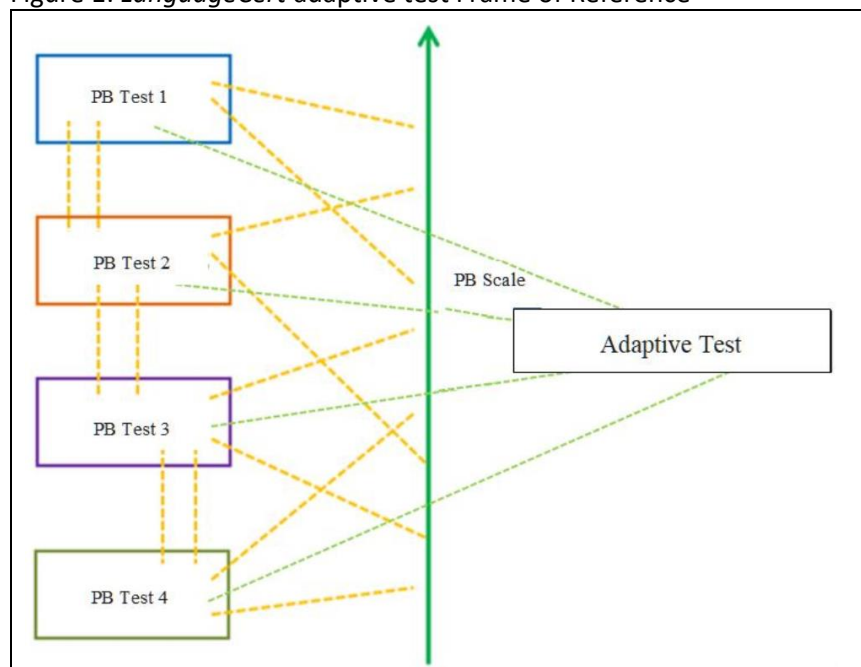 Figure 1: LanguageCert adaptive test Frame of Reference
PB Test 1
PB Test 2
PB Scale
Adaptive Test
PB Test 3
PB Test 4